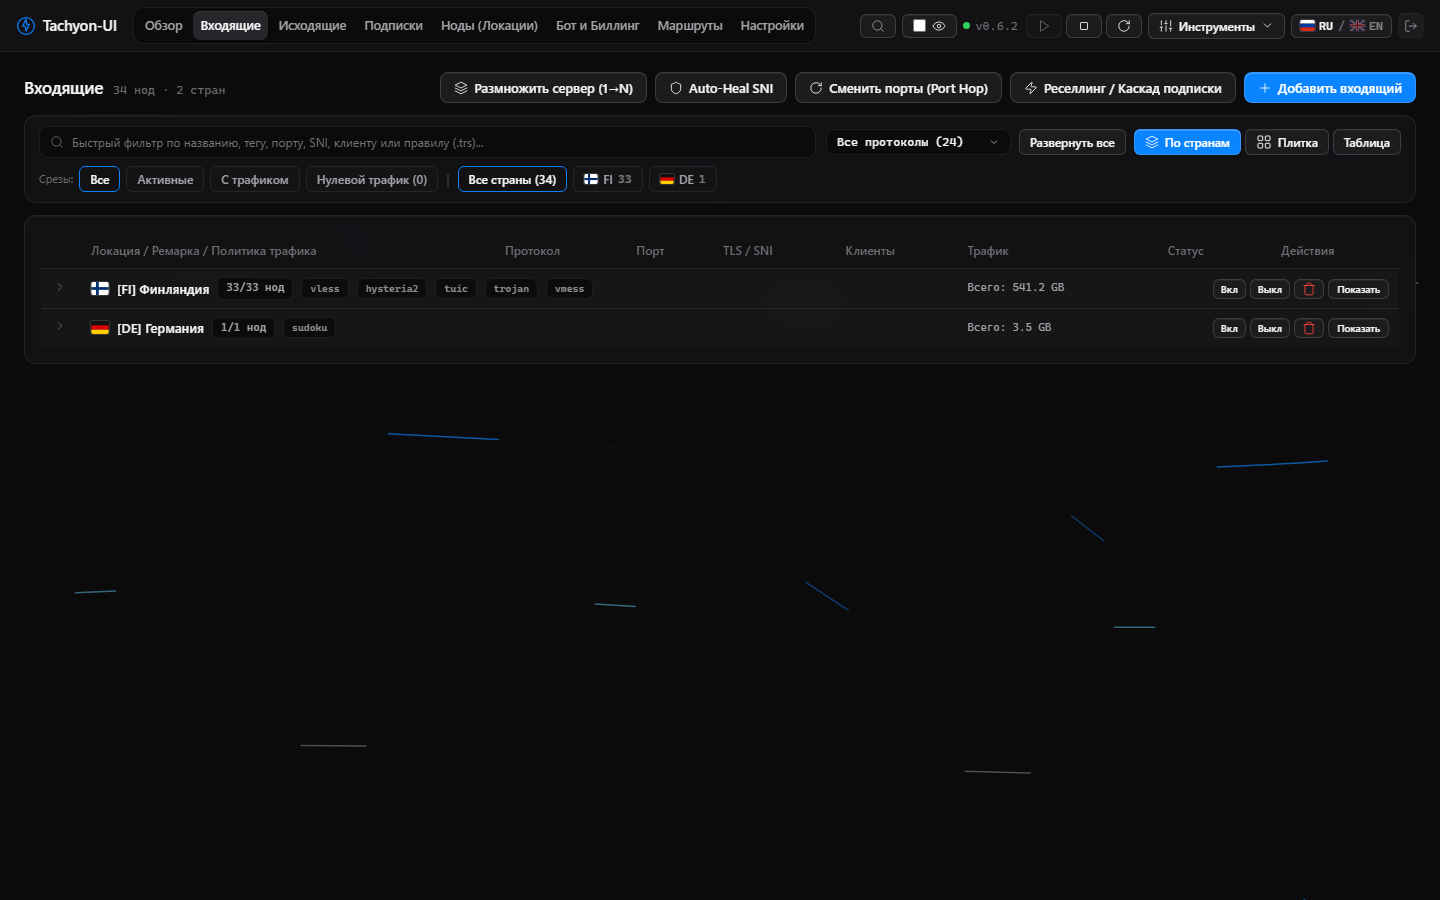 Tachyon-UI Обзор Входящие Исходящие Подписки Ноды (Локации) Бот и Биллинг Маршруты Настройки v0.6.2 Инструменты RU / EN
Входящие 34 нод · 2 стран Размножить сервер (1→N) Auto-Heal SNI Сменить порты (Port Hop) Реселлинг / Каскад подписки + Добавить входящий
Быстрый фильтр по названию, тегу, порту, SNI, клиенту или правилу (.trs)... Все протоколы (24) Развернуть все По странам Плитка Таблица
Срезы: Все Активные С трафиком Нулевой трафик (0) | Все страны (34) FI 33 DE 1
Локация / Ремарка / Политика трафика Протокол Порт TLS / SNI Клиенты Трафик Статус Действия
[FI] Финляндия 33/33 нод vless hysteria2 tuic trojan vmess Всего: 541.2 GB Вкл Выкл Показать
[DE] Германия 1/1 нод sudoku Всего: 3.5 GB Вкл Выкл Показать